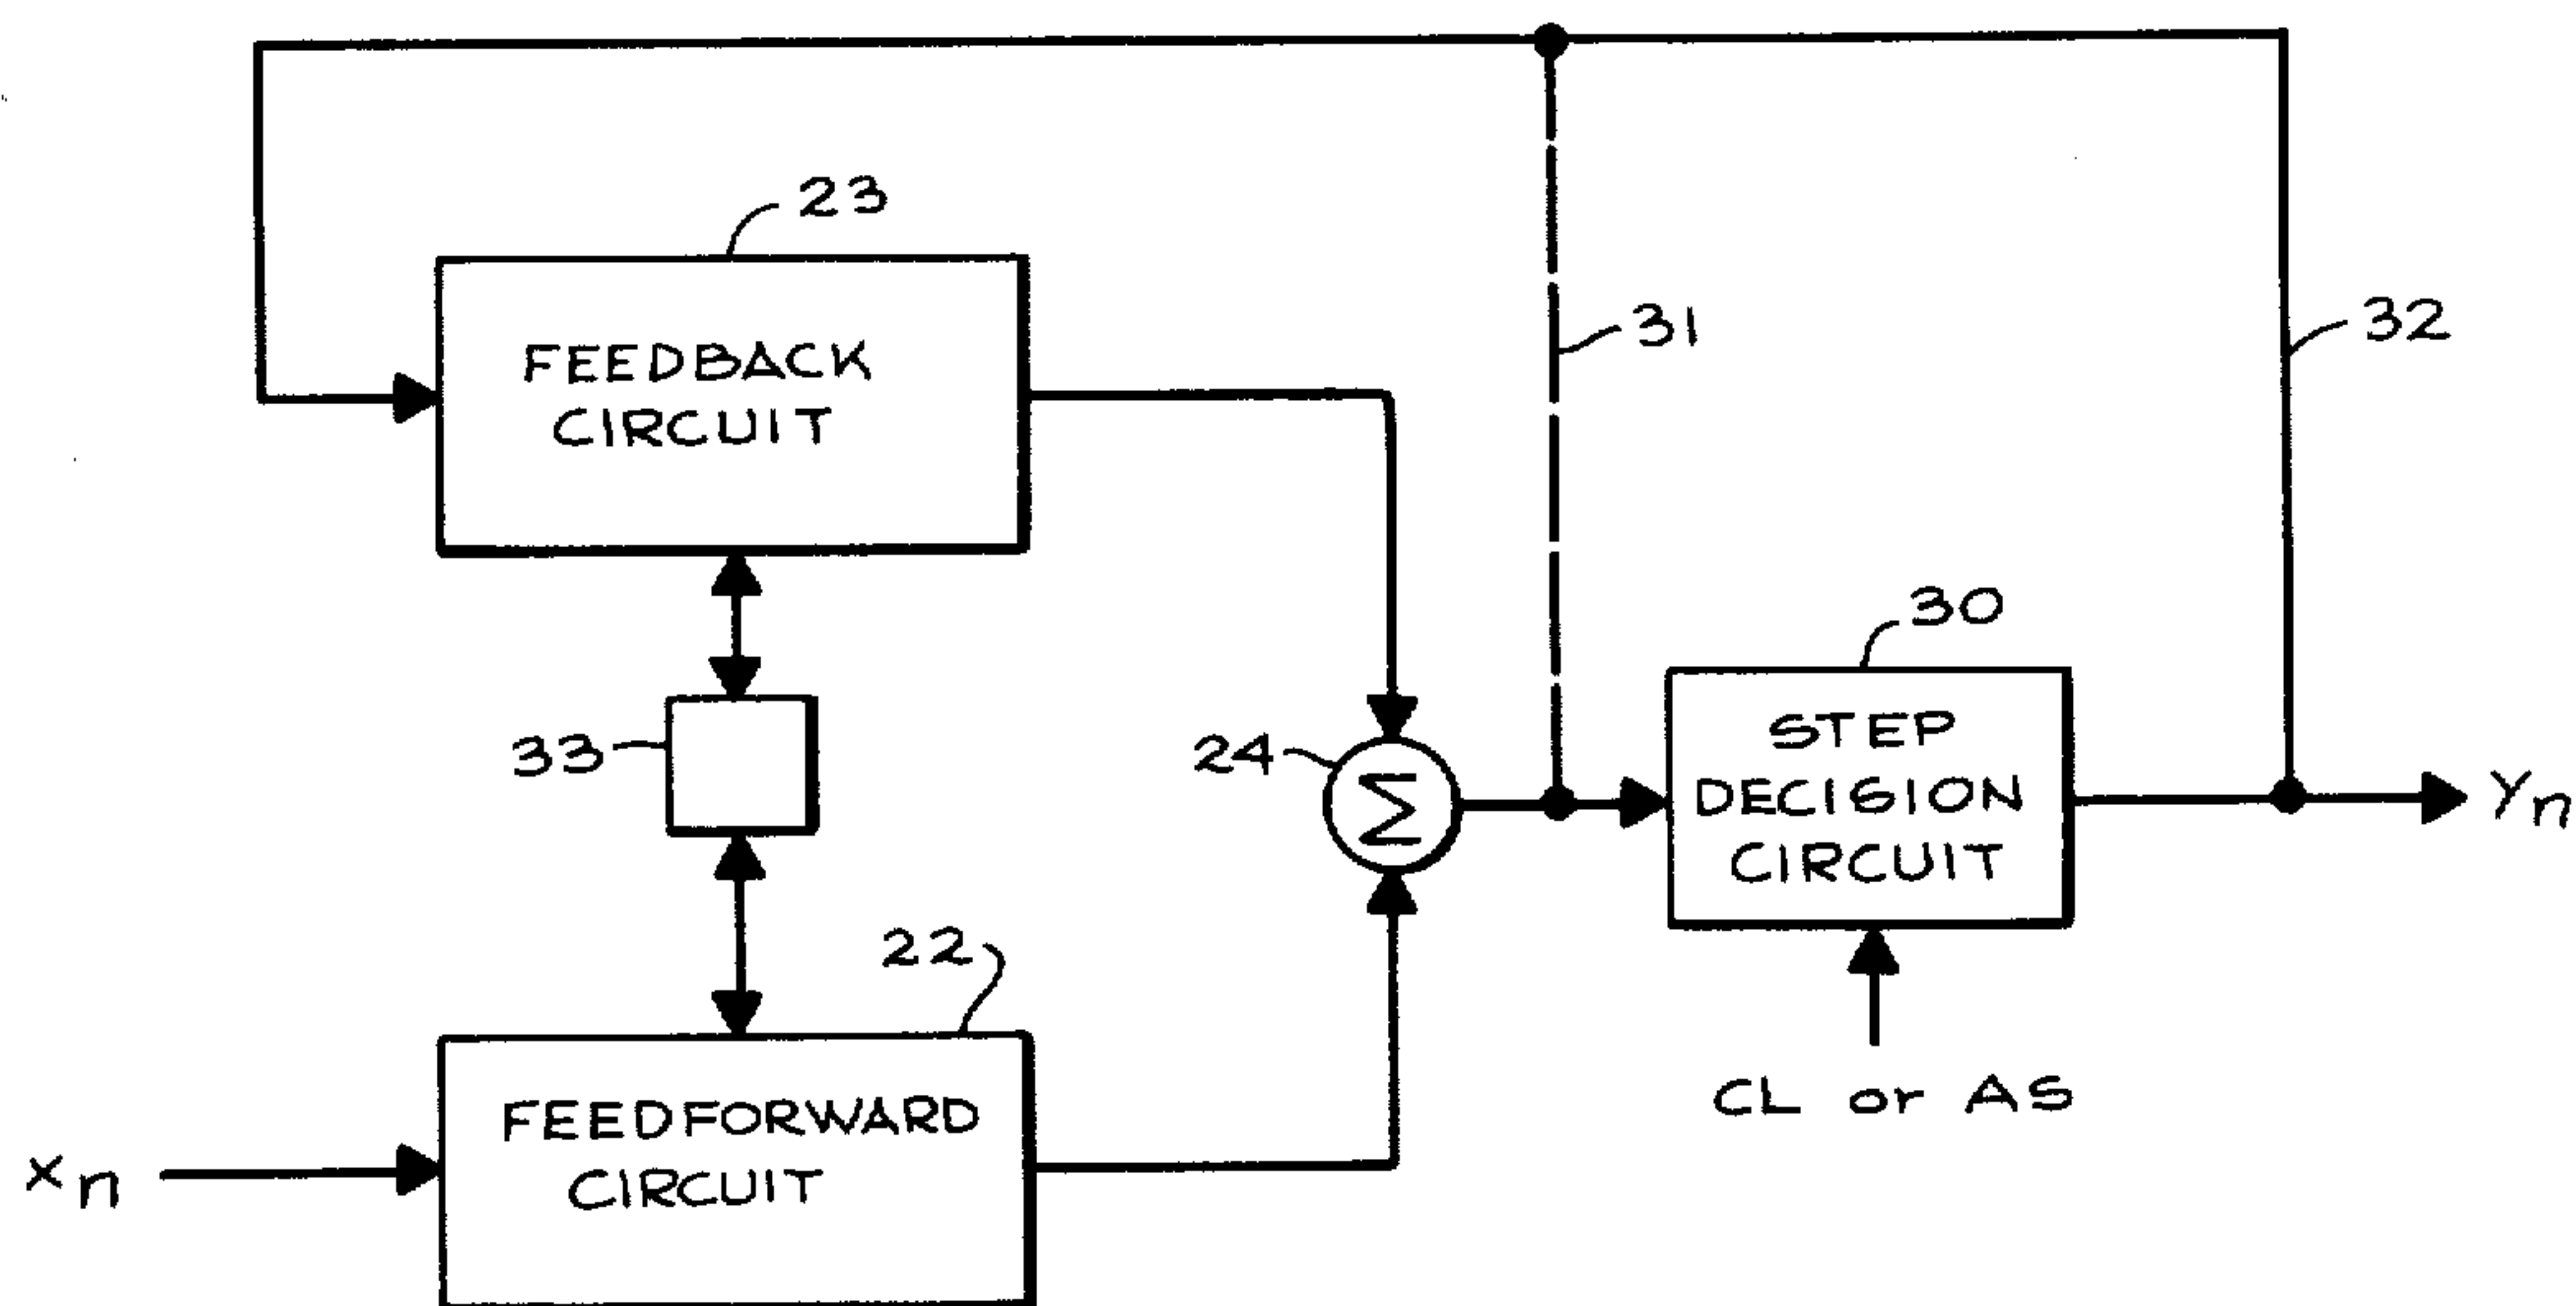 23
FEEDBACK
CIRCUIT
31
32
30
33
24
Σ
STEP
DECISION
CIRCUIT
Yn
22
CL or AS
FEEDFORWARD
CIRCUIT
Xn